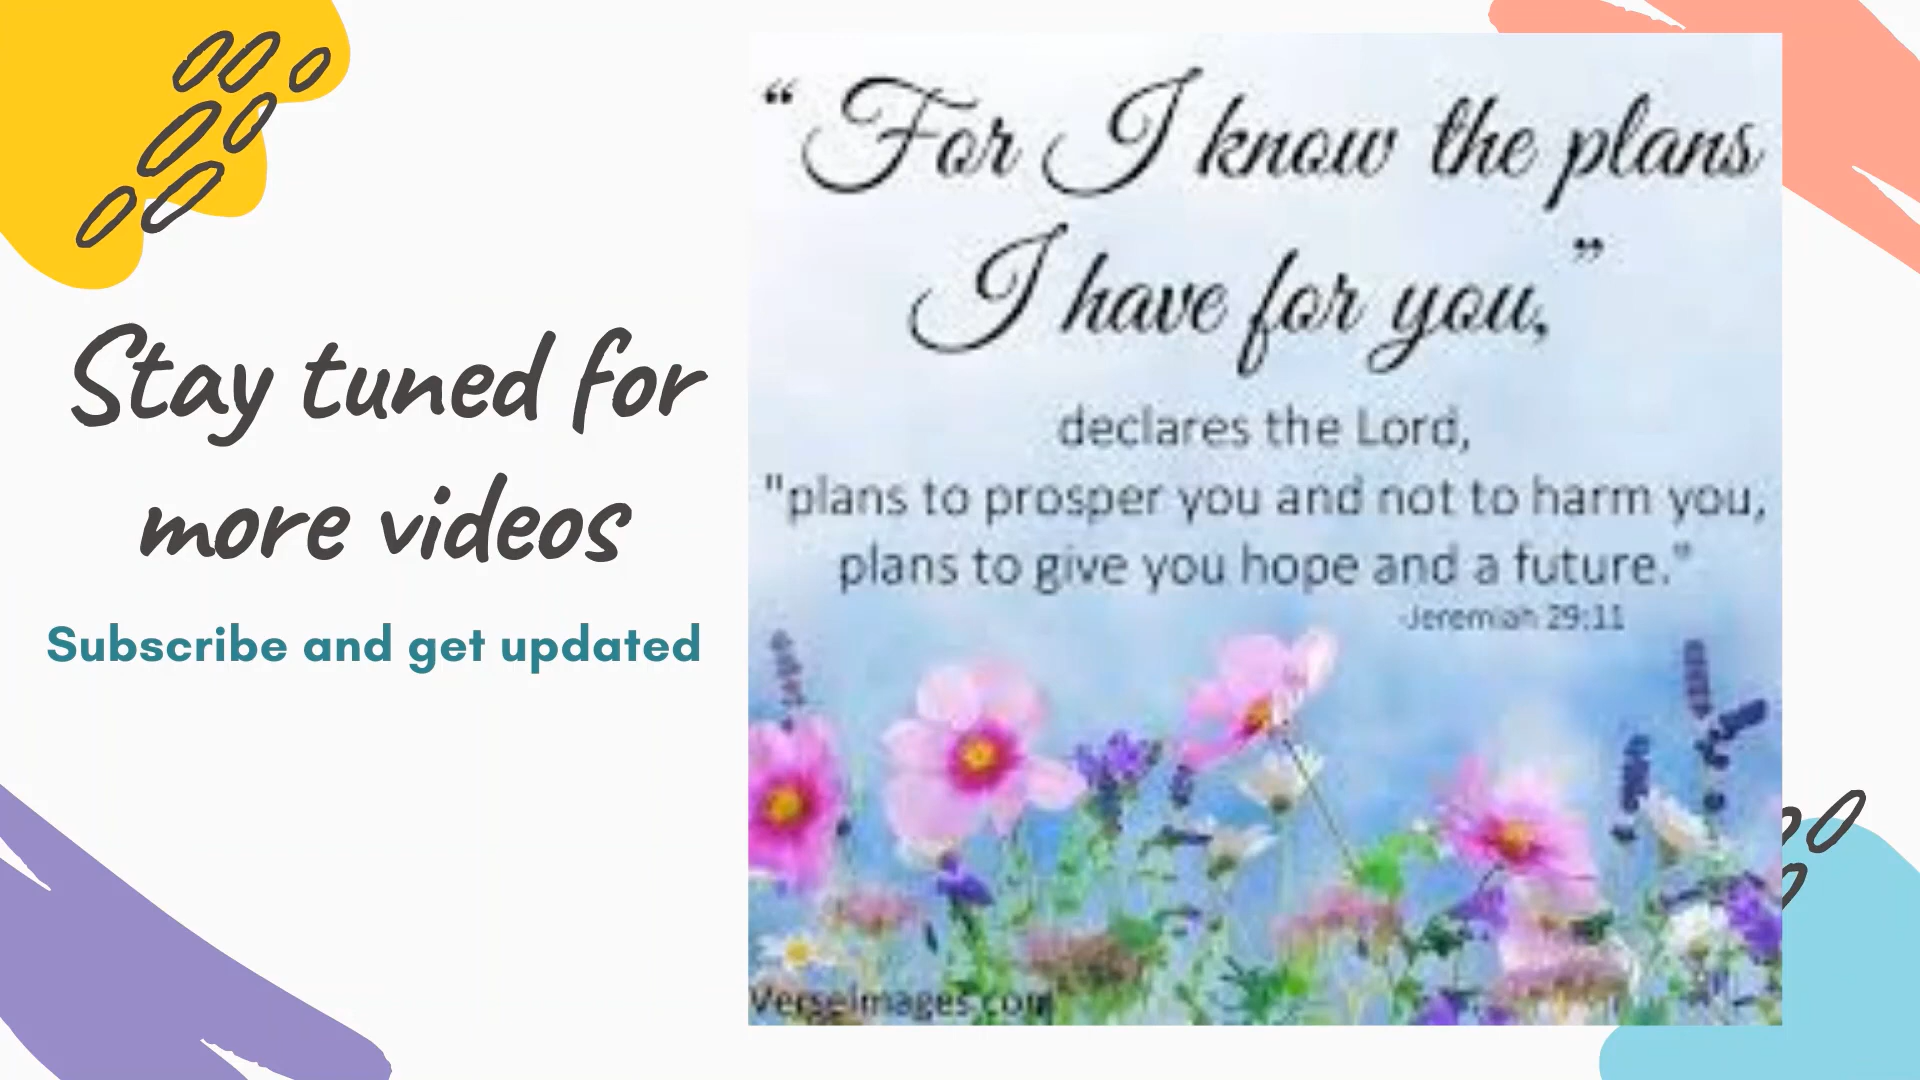 Stay tuned for
more videos
Subscribe and get updated
“For I know the plans
I have for you,”
declares the Lord,
"plans to prosper you and not to harm you,
plans to give you hope and a future."
-Jeremiah 29:11
VerseImages.com